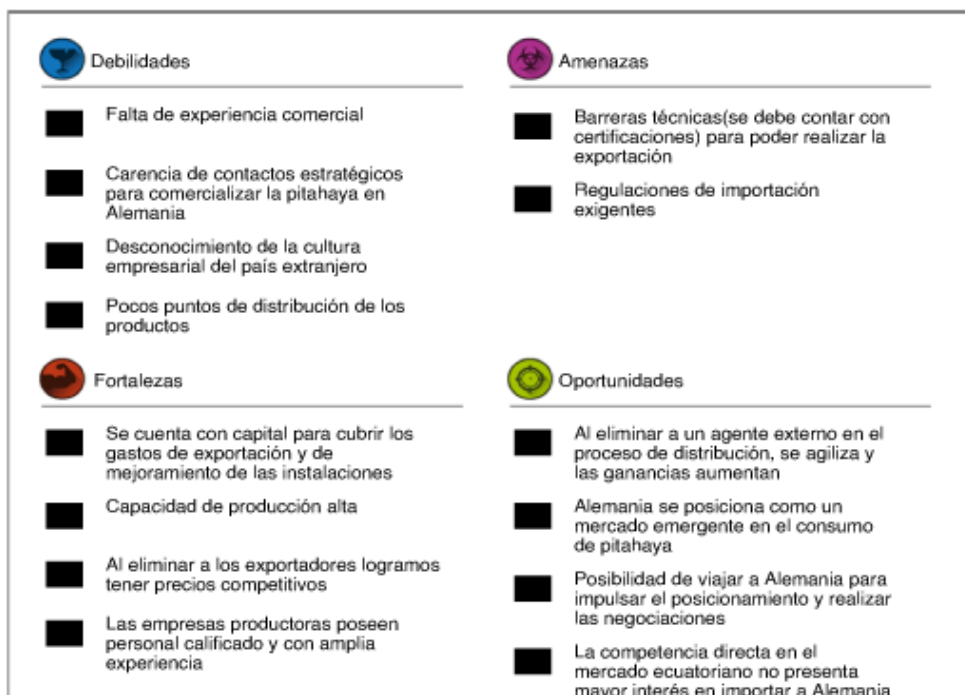 Debilidades
Falta de experiencia comercial
Carencia de contactos estratégicos
para comercializar la pitahaya en
Alemania
Desconocimiento de la cultura
empresarial del país extranjero
Pocos puntos de distribución de los
productos
Amenazas
Barreras técnicas(se debe contar con
certificaciones) para poder realizar la
exportación
Regulaciones de importación
exigentes
Fortalezas
Se cuenta con capital para cubrir los
gastos de exportación y de
mejoramiento de las instalaciones
Capacidad de producción alta
Al eliminar a los exportadores logramos
tener precios competitivos
Las empresas productoras poseen
personal calificado y con amplia
experiencia
Oportunidades
Al eliminar a un agente externo en el
proceso de distribución, se agiliza y
las ganancias aumentan
Alemania se posiciona como un
mercado emergente en el consumo
de pitahaya
Posibilidad de viajar a Alemania para
impulsar el posicionamiento y realizar
las negociaciones
La competencia directa en el
mercado ecuatoriano no presenta
mayor interés en importar a Alemania